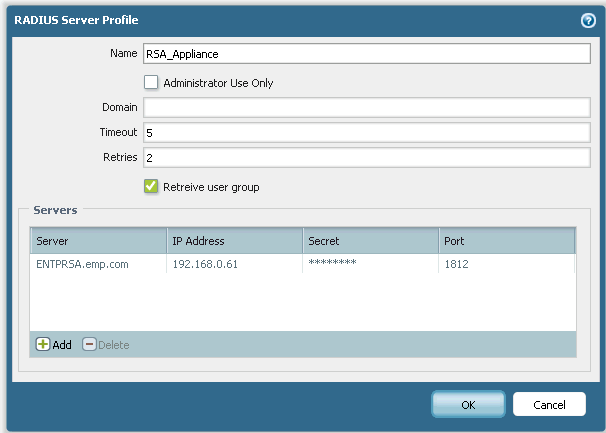 RADIUS Server Profile
Name RSA_Appliance
Administrator Use Only
Domain
Timeout 5
Retries 2
Retreive user group
Servers
Server IP Address Secret Port
ENTPRSA.emp.com 192.168.0.61 ******** 1812
Add Delete
OK Cancel